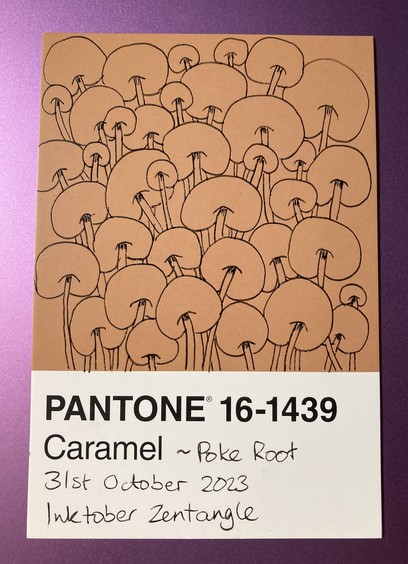 PANTONE® 16-1439
Caramel ~ Poke Root
31st October 2023
Inktober Zentangle